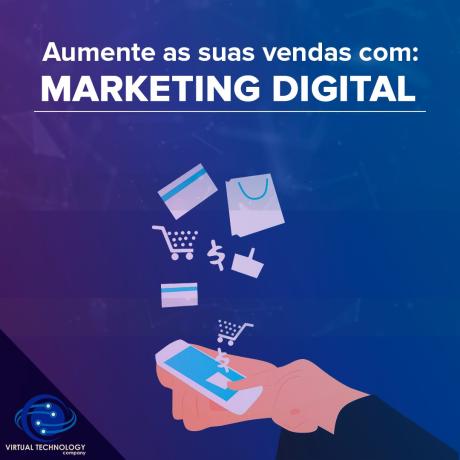 Aumente as suas vendas com:
MARKETING DIGITAL
$
$
VIRTUAL TECHNOLOGY
company